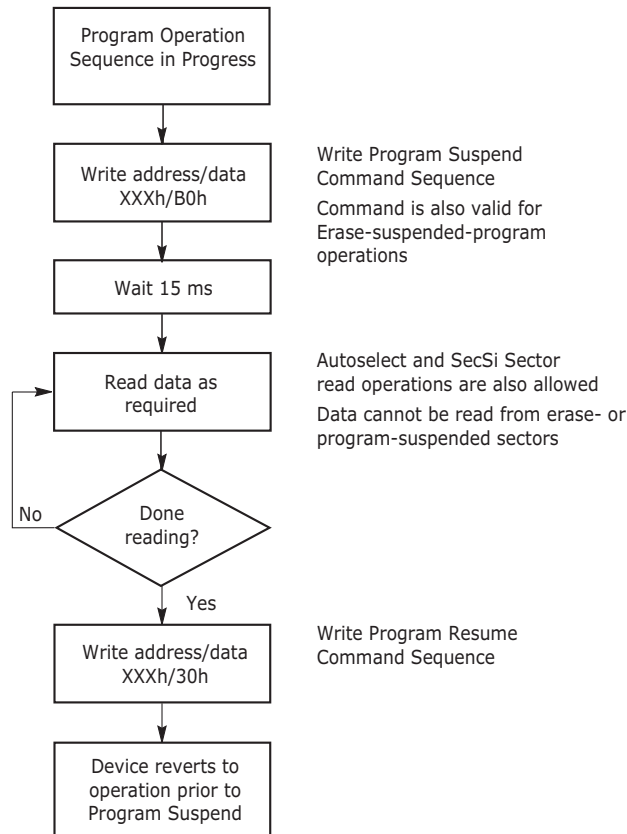 Program Operation
Sequence in Progress
Write address/data
XXXh/B0h
Write Program Suspend
Command Sequence
Command is also valid for
Erase-suspended-program
operations
Wait 15 ms
Read data as
required
Autoselect and SecSi Sector
read operations are also allowed
Data cannot be read from erase- or
program-suspended sectors
No
Done
reading?
Yes
Write address/data
XXXh/30h
Write Program Resume
Command Sequence
Device reverts to
operation prior to
Program Suspend